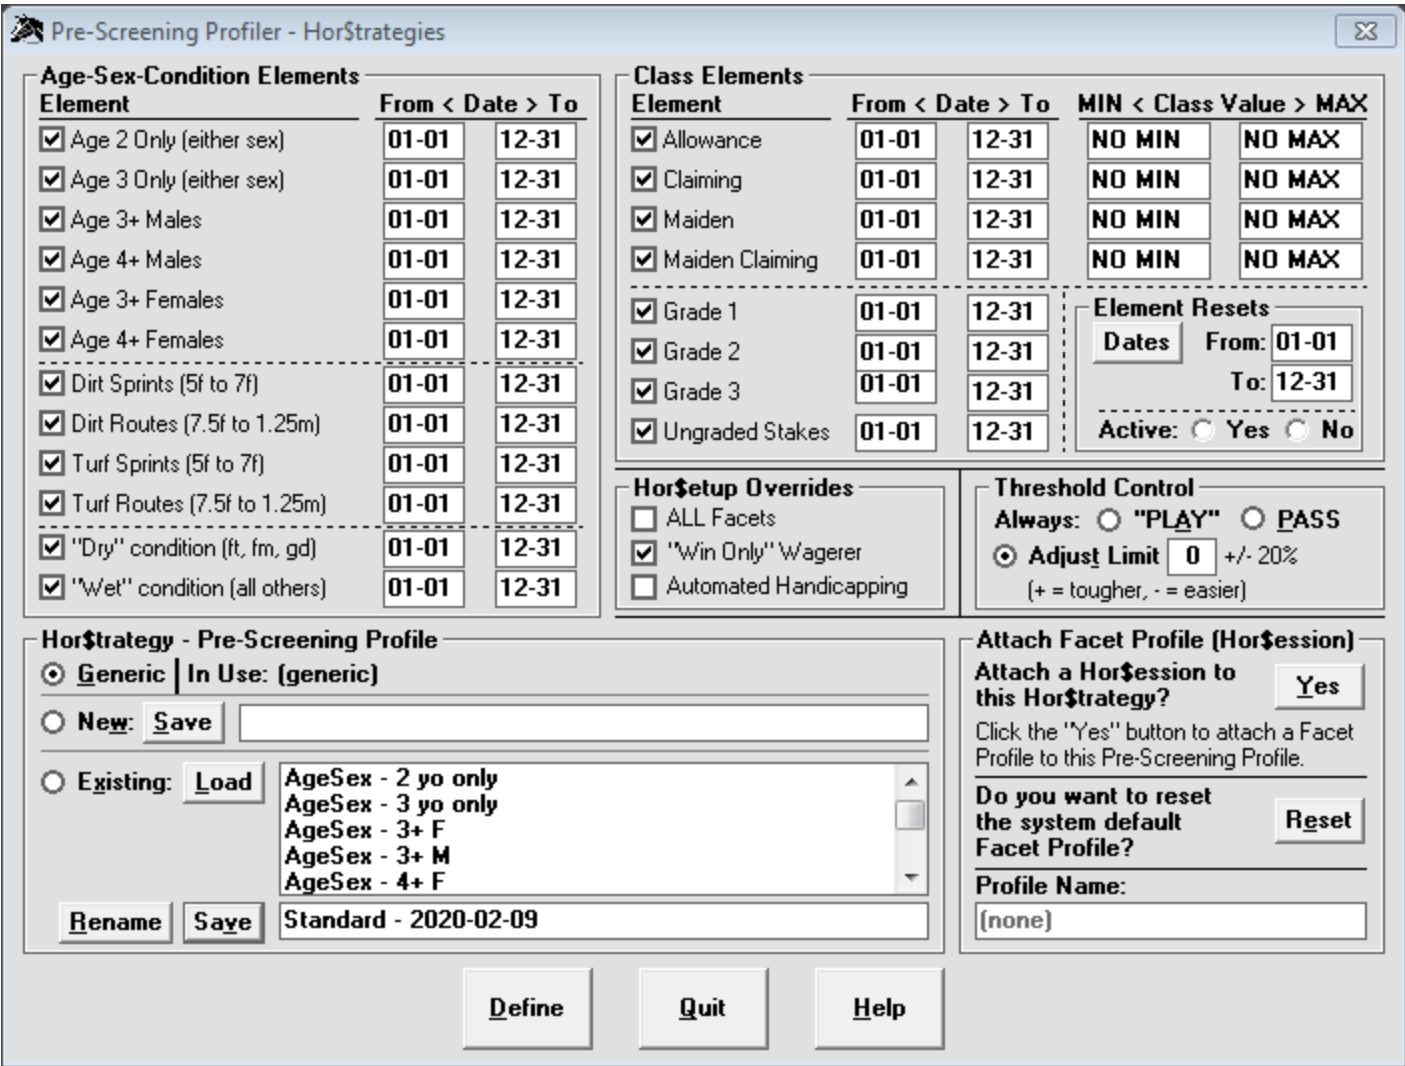 Pre-Screening Profiler - Hor$trategies
Age-Sex-Condition Elements
Element From < Date > To
Age 2 Only (either sex) 01-01 12-31
Age 3 Only (either sex) 01-01 12-31
Age 3+ Males 01-01 12-31
Age 4+ Males 01-01 12-31
Age 3+ Females 01-01 12-31
Age 4+ Females 01-01 12-31
Dirt Sprints (5f to 7f) 01-01 12-31
Dirt Routes (7.5f to 1.25m) 01-01 12-31
Turf Sprints (5f to 7f) 01-01 12-31
Turf Routes (7.5f to 1.25m) 01-01 12-31
"Dry" condition (ft, fm, gd) 01-01 12-31
"Wet" condition (all others) 01-01 12-31
Class Elements
Element From < Date > To MIN < Class Value > MAX
Allowance 01-01 12-31 NO MIN NO MAX
Claiming 01-01 12-31 NO MIN NO MAX
Maiden 01-01 12-31 NO MIN NO MAX
Maiden Claiming 01-01 12-31 NO MIN NO MAX
Grade 1 01-01 12-31
Grade 2 01-01 12-31
Grade 3 01-01 12-31
Ungraded Stakes 01-01 12-31
Element Resets
Dates From: 01-01
To: 12-31
Active: Yes No
Hor$etup Overrides
ALL Facets
"Win Only" Wagerer
Automated Handicapping
Threshold Control
Always: "PLAY" PASS
Adjust Limit 0 +/- 20%
(+ = tougher, - = easier)
Hor$trategy - Pre-Screening Profile
Generic In Use: (generic)
New: Save
Existing: Load
AgeSex - 2 yo only
AgeSex - 3 yo only
AgeSex - 3+ F
AgeSex - 3+ M
AgeSex - 4+ F
Rename Save Standard - 2020-02-09
Attach Facet Profile (Hor$ession)
Attach a Hor$ession to
this Hor$trategy? Yes
Click the "Yes" button to attach a Facet
Profile to this Pre-Screening Profile.
Do you want to reset
the system default
Facet Profile? Reset
Profile Name:
(none)
Define Quit Help